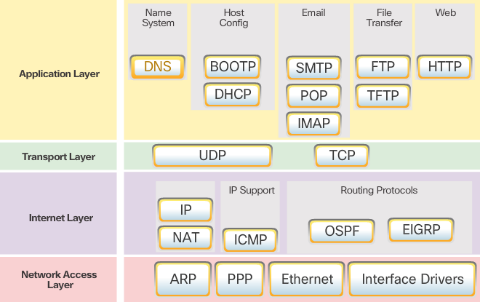 Name
System
Host
Config
Email
File
Transfer
Web
Application Layer
DNS
BOOTP
DHCP
SMTP
POP
IMAP
FTP
TFTP
HTTP
Transport Layer
UDP
TCP
Internet Layer
IP
NAT
IP Support
ICMP
Routing Protocols
OSPF
EIGRP
Network Access
Layer
ARP
PPP
Ethernet
Interface Drivers